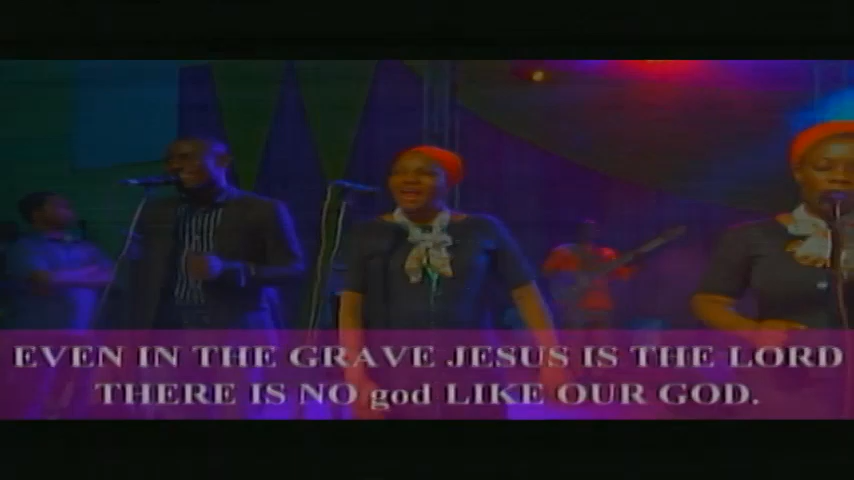 EVEN IN THE GRAVE JESUS IS THE LORD
THERE IS NO god LIKE OUR GOD.